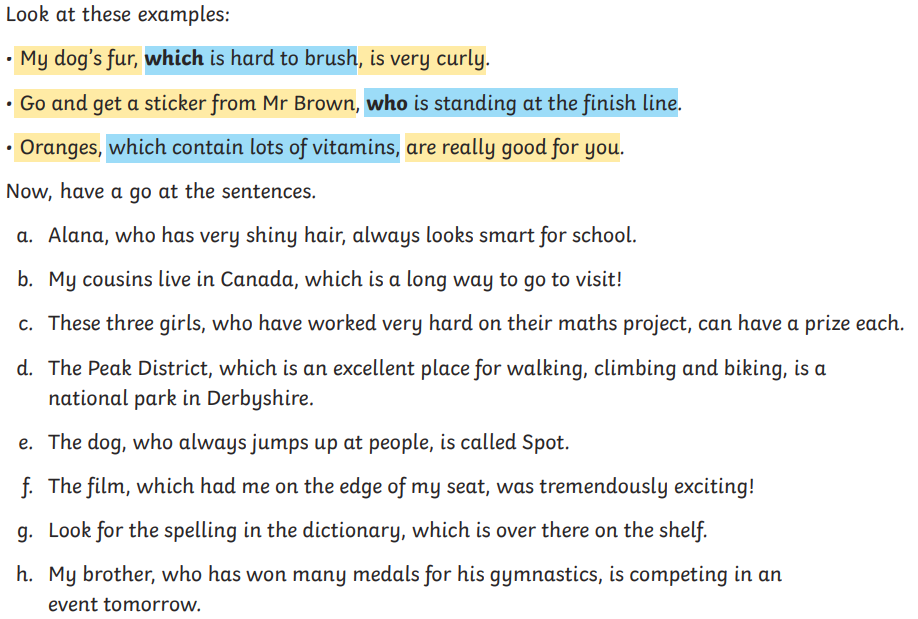 Look at these examples:
• My dog's fur, which is hard to brush, is very curly.
• Go and get a sticker from Mr Brown, who is standing at the finish line.
• Oranges, which contain lots of vitamins, are really good for you.
Now, have a go at the sentences.
a. Alana, who has very shiny hair, always looks smart for school.
b. My cousins live in Canada, which is a long way to go to visit!
c. These three girls, who have worked very hard on their maths project, can have a prize each.
d. The Peak District, which is an excellent place for walking, climbing and biking, is a
national park in Derbyshire.
e. The dog, who always jumps up at people, is called Spot.
f. The film, which had me on the edge of my seat, was tremendously exciting!
g. Look for the spelling in the dictionary, which is over there on the shelf.
h. My brother, who has won many medals for his gymnastics, is competing in an
event tomorrow.